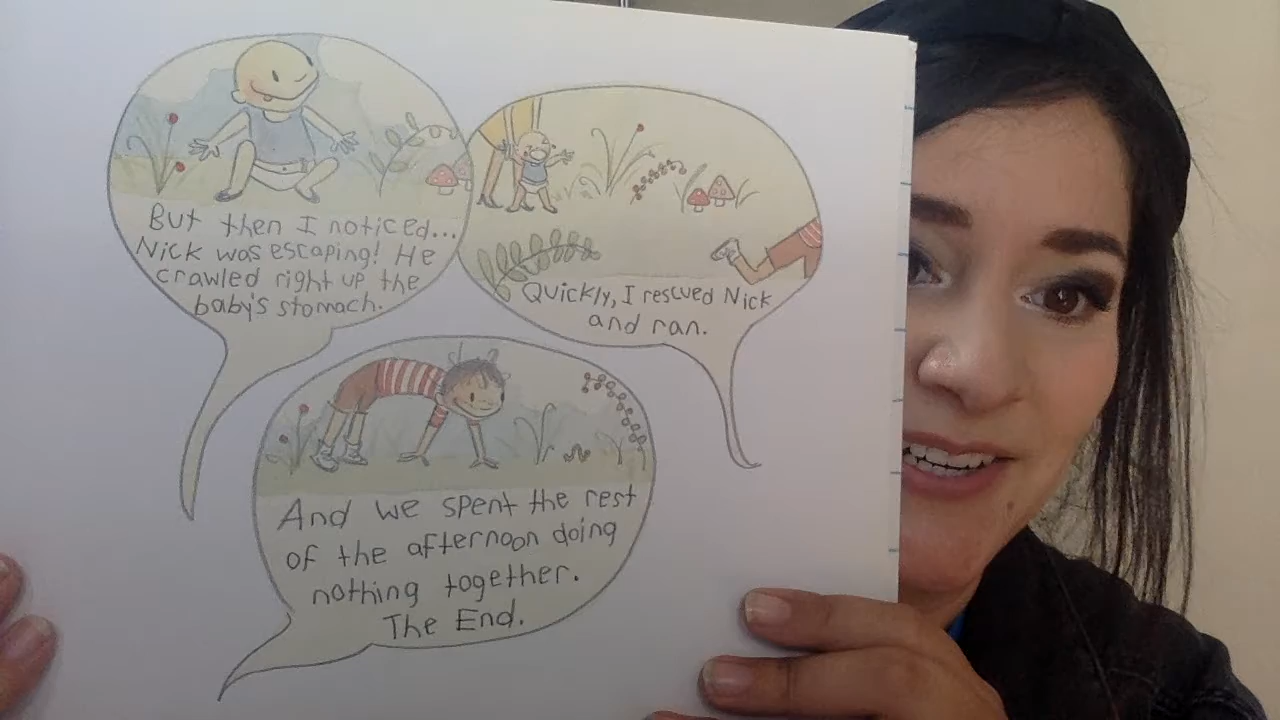 But then I noticed...
Nick was escaping! He
crawled right up the
baby's stomach.
Quickly, I rescued Nick
and ran.
And we spent the rest
of the afternoon doing
nothing together.
The End.